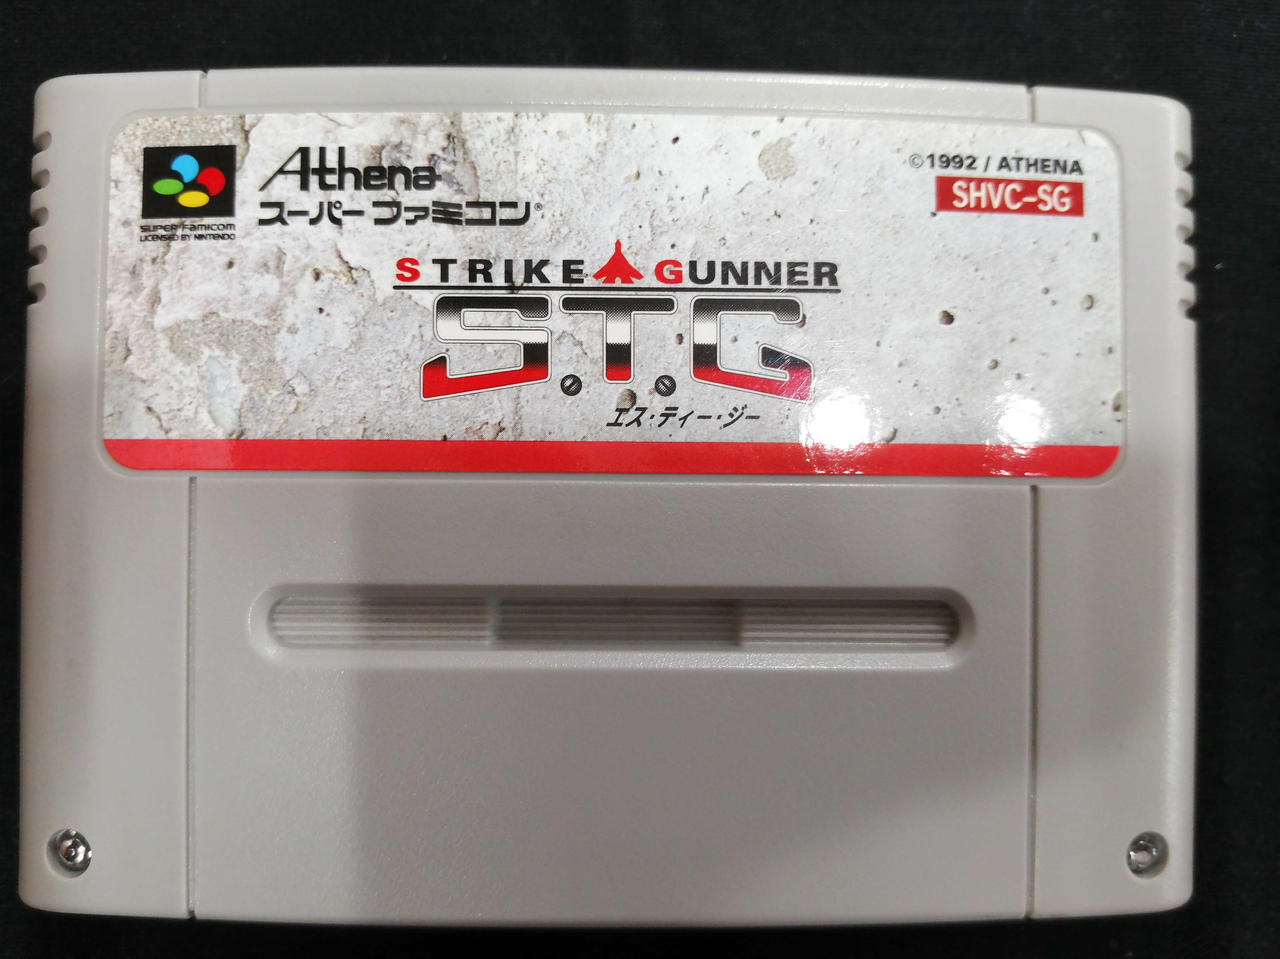 Athena
スーパーファミコン®
SUPER FAMICOM
LICENSED BY NINTENDO
©1992 / ATHENA
SHVC-SG
STRIKE GUNNER
S.T.G
エス・ティー・ジー